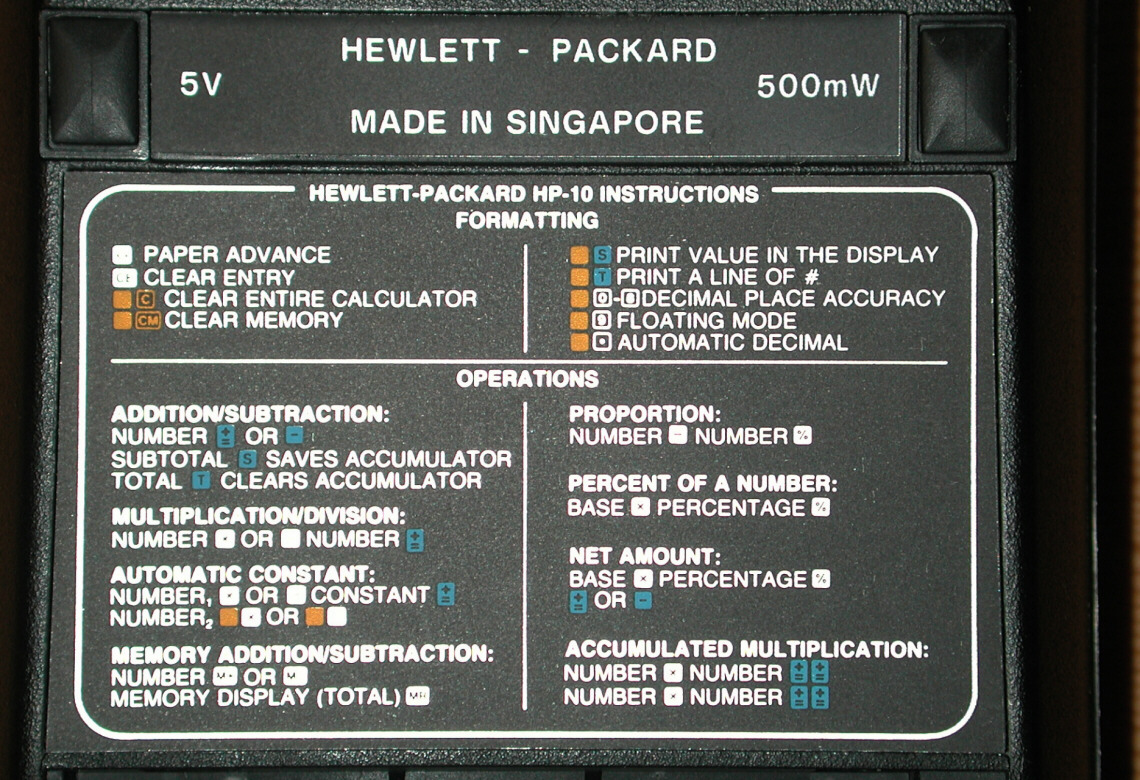 HEWLETT - PACKARD
5V 500mW
MADE IN SINGAPORE
HEWLETT-PACKARD HP-10 INSTRUCTIONS
FORMATTING
PAPER ADVANCE
CLEAR ENTRY
C CLEAR ENTIRE CALCULATOR
CM CLEAR MEMORY
S PRINT VALUE IN THE DISPLAY
T PRINT A LINE OF #
DECIMAL PLACE ACCURACY
FLOATING MODE
• AUTOMATIC DECIMAL
OPERATIONS
ADDITION/SUBTRACTION:
NUMBER ± OR −
SUBTOTAL S SAVES ACCUMULATOR
TOTAL T CLEARS ACCUMULATOR
MULTIPLICATION/DIVISION:
NUMBER × OR NUMBER ±
AUTOMATIC CONSTANT:
NUMBER, × OR CONSTANT ±
NUMBER₂ × OR
MEMORY ADDITION/SUBTRACTION:
NUMBER M+ OR M
MEMORY DISPLAY (TOTAL)
PROPORTION:
NUMBER − NUMBER %
PERCENT OF A NUMBER:
BASE × PERCENTAGE %
NET AMOUNT:
BASE × PERCENTAGE %
± OR −
ACCUMULATED MULTIPLICATION:
NUMBER × NUMBER ± ±
NUMBER × NUMBER ± ±